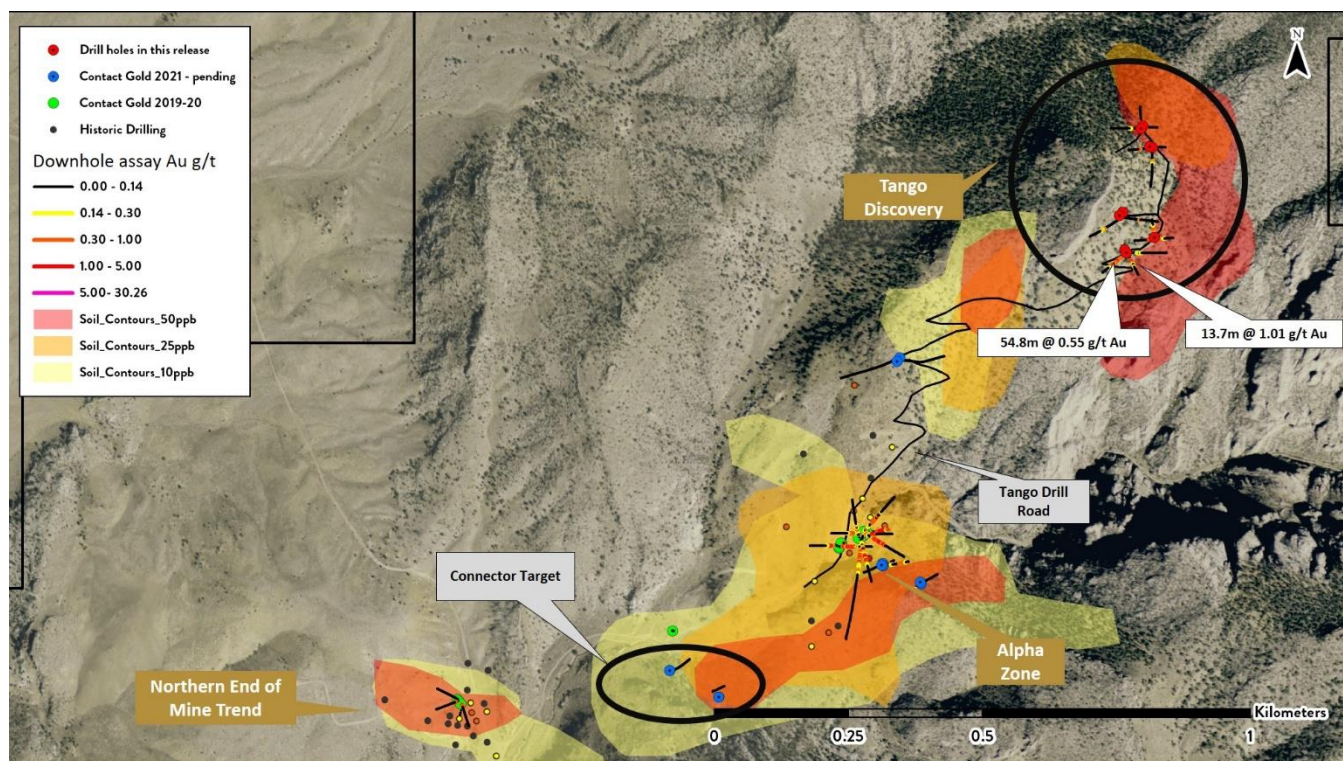 Drill holes in this release
Contact Gold 2021 - pending
Contact Gold 2019-20
Historic Drilling
Downhole assay Au g/t
0.00 - 0.14
0.14 - 0.30
0.30 - 1.00
1.00 - 5.00
5.00- 30.26
Soil_Contours_50ppb
Soil_Contours_25ppb
Soil_Contours_10ppb
N
Tango
Discovery
54.8m @ 0.55 g/t Au
13.7m @ 1.01 g/t Au
Tango Drill
Road
Connector Target
Alpha
Zone
Northern End of
Mine Trend
Kilometers
0
0.25
0.5
1